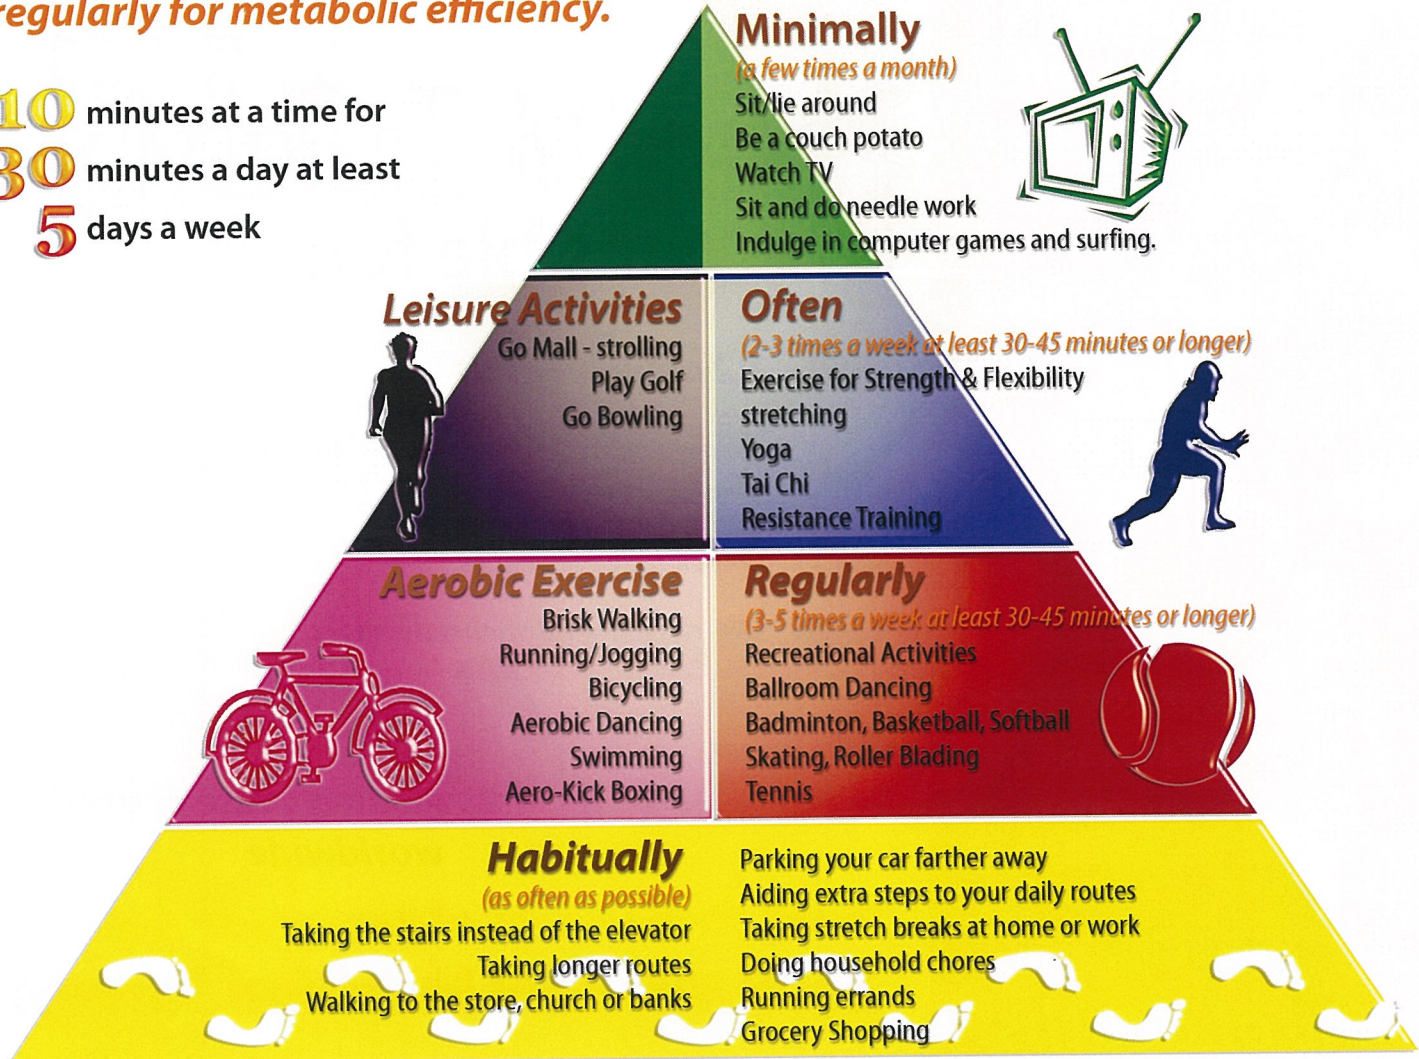 regularly for metabolic efficiency.
10 minutes at a time for
30 minutes a day at least
5 days a week
Minimally
(a few times a month)
Sit/lie around
Be a couch potato
Watch TV
Sit and do needle work
Indulge in computer games and surfing.
Leisure Activities
Go Mall - strolling
Play Golf
Go Bowling
Often
(2-3 times a week at least 30-45 minutes or longer)
Exercise for Strength & Flexibility
stretching
Yoga
Tai Chi
Resistance Training
Aerobic Exercise
Brisk Walking
Running/Jogging
Bicycling
Aerobic Dancing
Swimming
Aero-Kick Boxing
Regularly
(3-5 times a week at least 30-45 minutes or longer)
Recreational Activities
Ballroom Dancing
Badminton, Basketball, Softball
Skating, Roller Blading
Tennis
Habitually
(as often as possible)
Taking the stairs instead of the elevator
Taking longer routes
Walking to the store, church or banks
Parking your car farther away
Aiding extra steps to your daily routes
Taking stretch breaks at home or work
Doing household chores
Running errands
Grocery Shopping